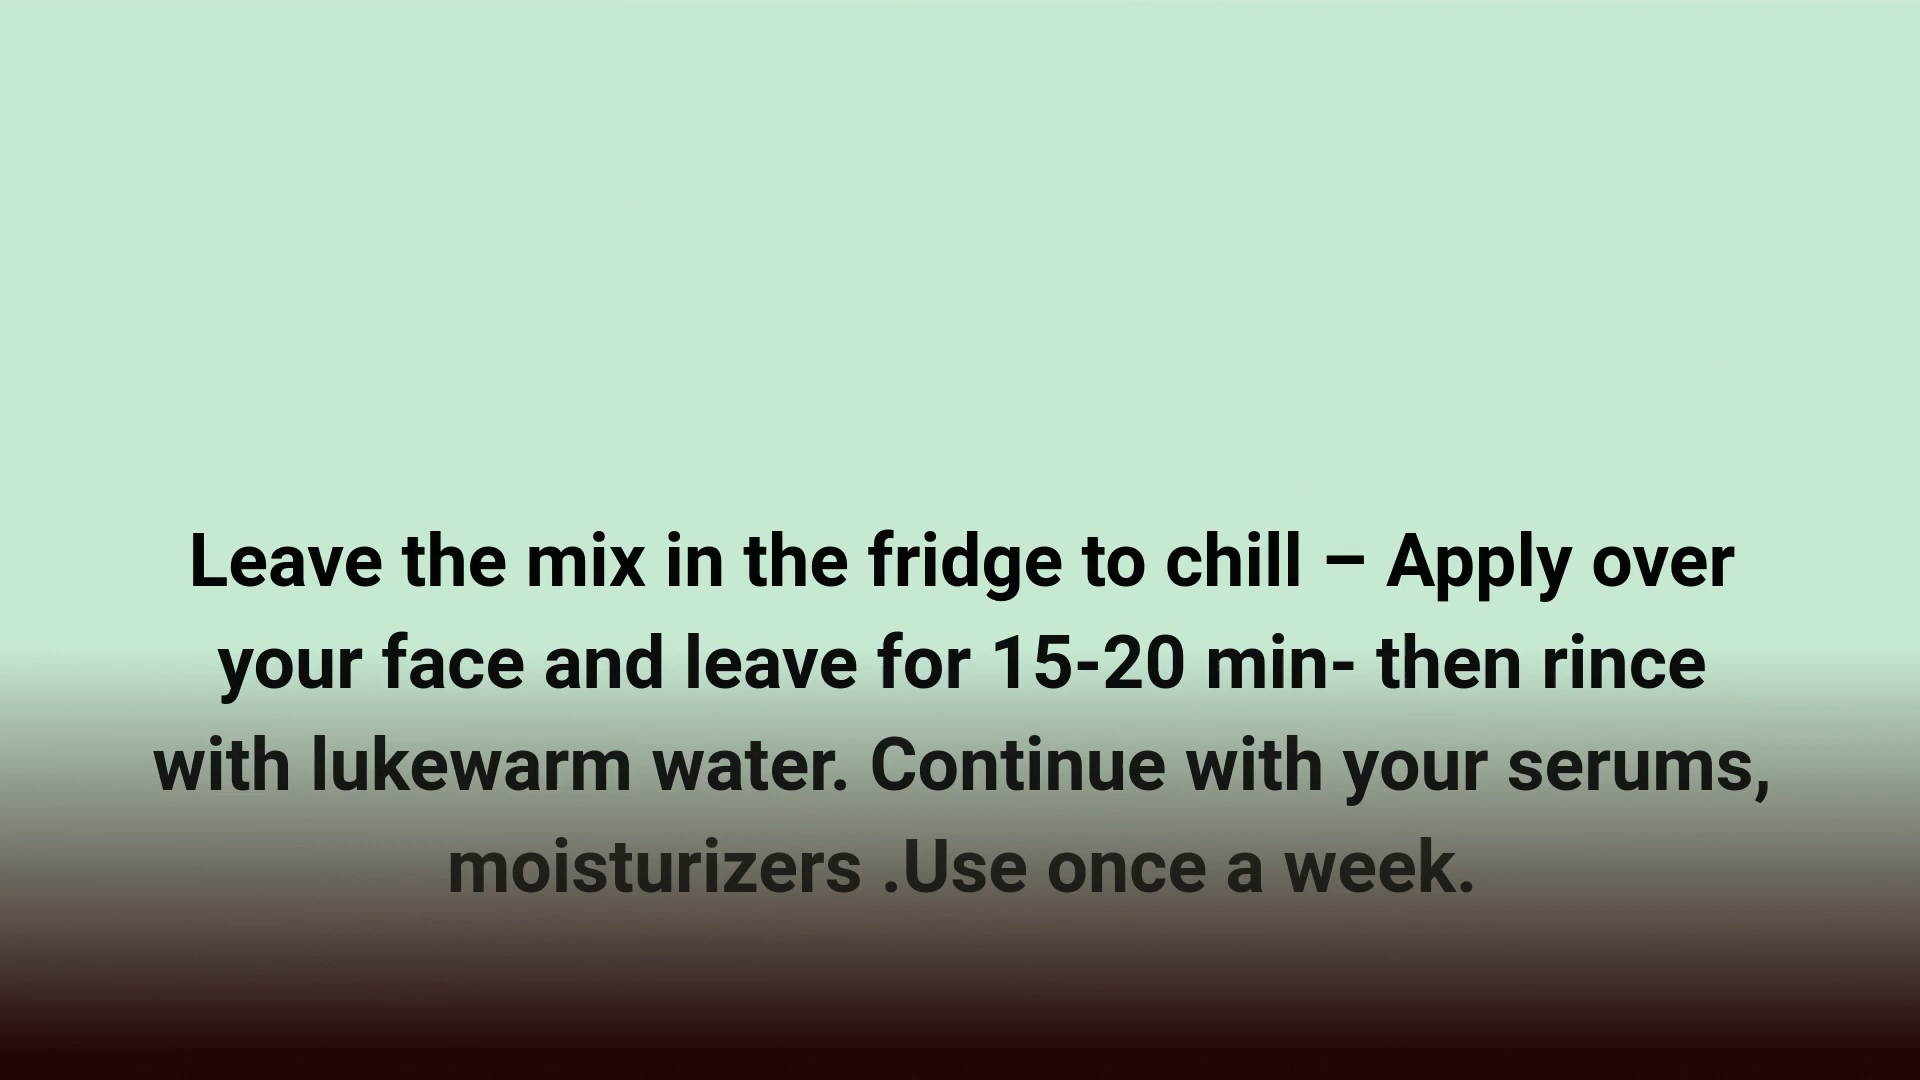 Leave the mix in the fridge to chill – Apply over
your face and leave for 15-20 min- then rince
with lukewarm water. Continue with your serums,
moisturizers .Use once a week.